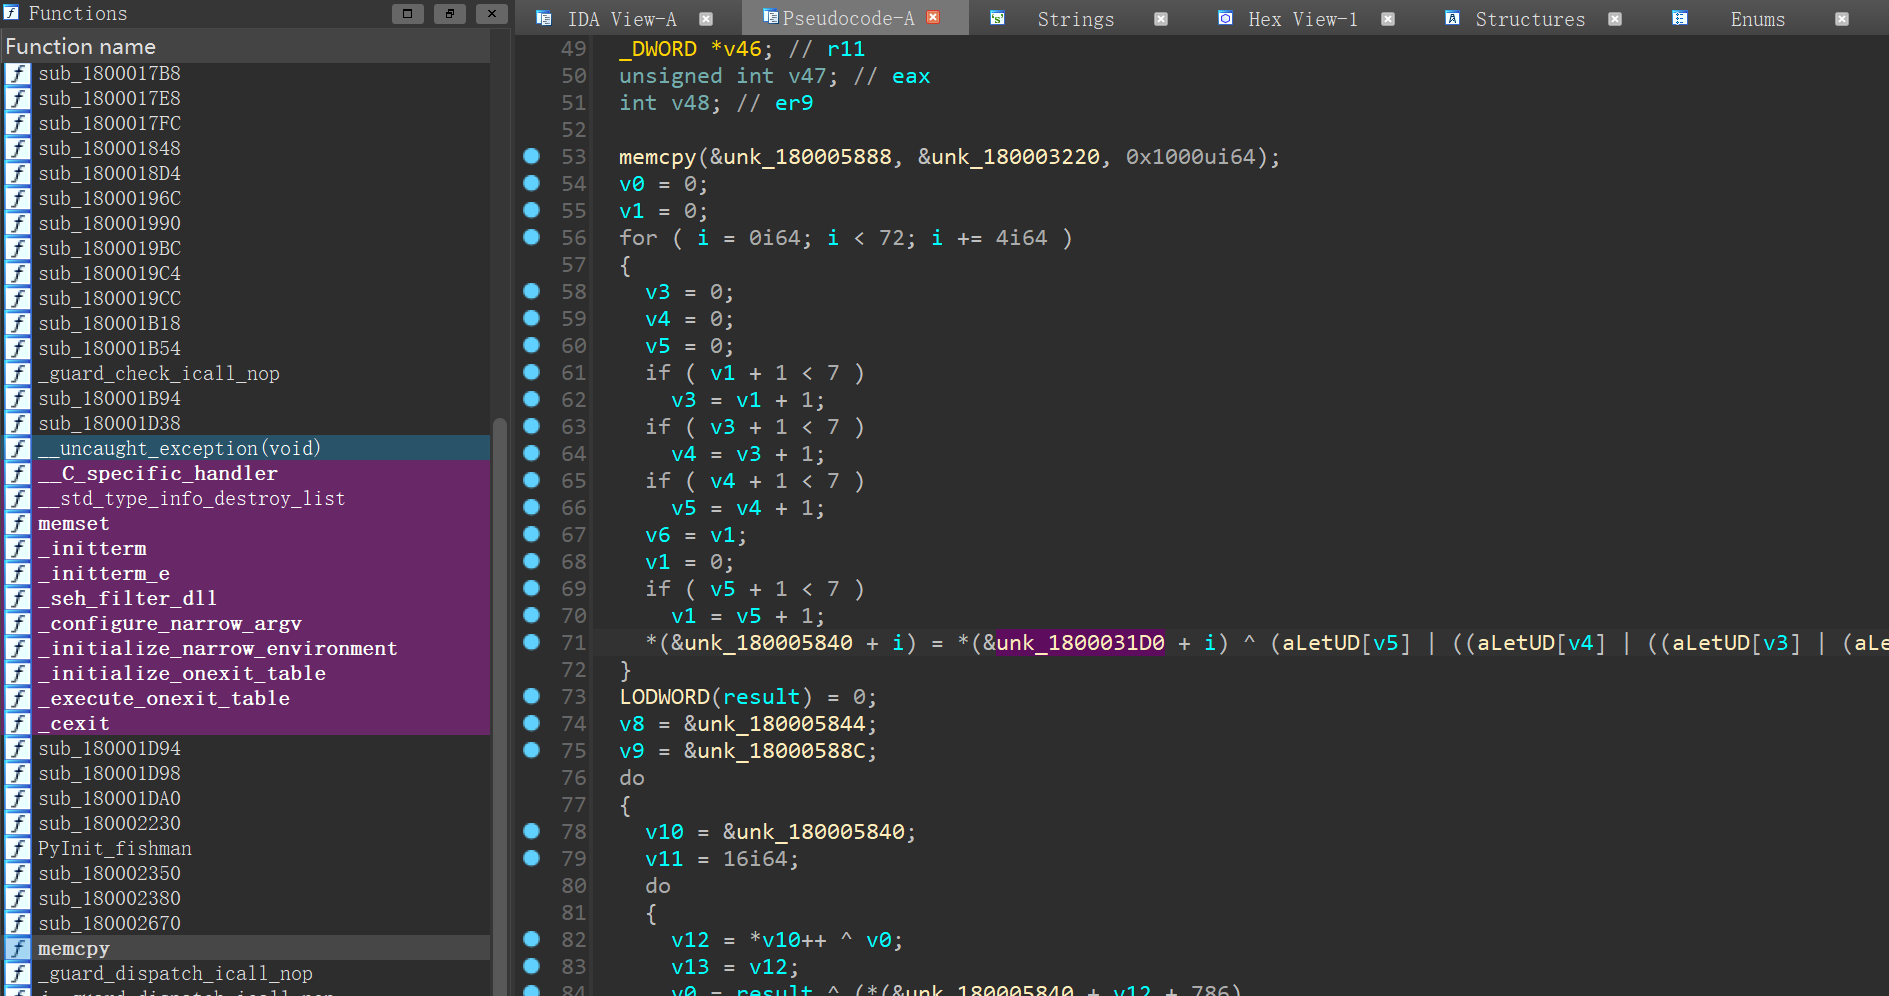 Functions
Function name
sub_1800017B8
sub_1800017E8
sub_1800017FC
sub_180001848
sub_1800018D4
sub_18000196C
sub_180001990
sub_1800019BC
sub_1800019C4
sub_1800019CC
sub_180001B18
sub_180001B54
_guard_check_icall_nop
sub_180001B94
sub_180001D38
__uncaught_exception(void)
__C_specific_handler
__std_type_info_destroy_list
memset
_initterm
_initterm_e
_seh_filter_dll
_configure_narrow_argv
_initialize_narrow_environment
_initialize_onexit_table
_execute_onexit_table
_cexit
sub_180001D94
sub_180001D98
sub_180001DA0
sub_180002230
PyInit_fishman
sub_180002350
sub_180002380
sub_180002670
memcpy
_guard_dispatch_icall_nop
IDA View-A Pseudocode-A Strings Hex View-1 Structures Enums
49 _DWORD *v46; // r11
50 unsigned int v47; // eax
51 int v48; // er9
52
53 memcpy(&unk_180005888, &unk_180003220, 0x1000ui64);
54 v0 = 0;
55 v1 = 0;
56 for ( i = 0i64; i < 72; i += 4i64 )
57 {
58 v3 = 0;
59 v4 = 0;
60 v5 = 0;
61 if ( v1 + 1 < 7 )
62 v3 = v1 + 1;
63 if ( v3 + 1 < 7 )
64 v4 = v3 + 1;
65 if ( v4 + 1 < 7 )
66 v5 = v4 + 1;
67 v6 = v1;
68 v1 = 0;
69 if ( v5 + 1 < 7 )
70 v1 = v5 + 1;
71 *(&unk_180005840 + i) = *(&unk_1800031D0 + i) ^ (aLetUD[v5] | ((aLetUD[v4] | ((aLetUD[v3] | (aLe
72 }
73 LODWORD(result) = 0;
74 v8 = &unk_180005844;
75 v9 = &unk_18000588C;
76 do
77 {
78 v10 = &unk_180005840;
79 v11 = 16i64;
80 do
81 {
82 v12 = *v10++ ^ v0;
83 v13 = v12;
84 v0 = result ^ (*(&unk_180005840 + v12 + 786)